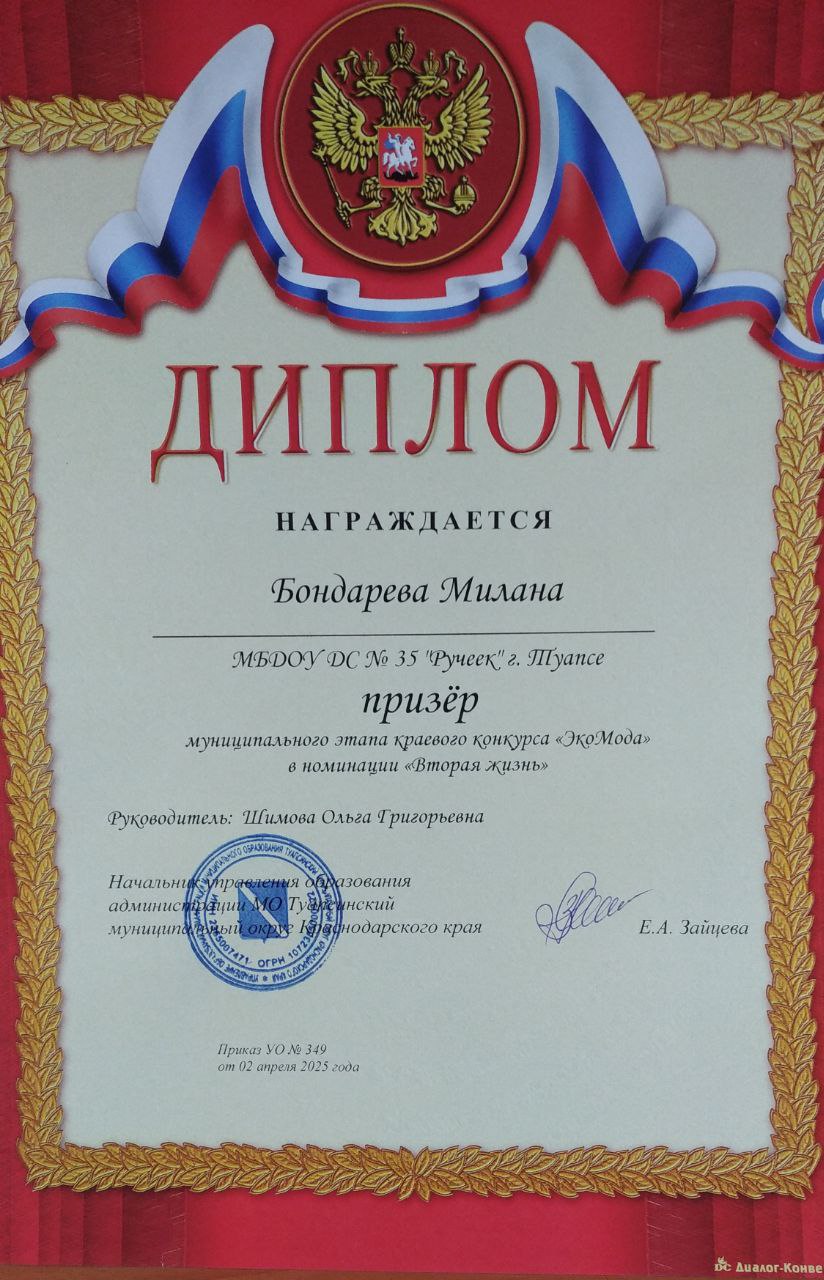 ДИПЛОМ
НАГРАЖДАЕТСЯ
Бондарева Милана
МБДОУ ДС № 35 "Ручеек" г. Туапсе
призёр
муниципального этапа краевого конкурса «ЭкоМода»
в номинации «Вторая жизнь»
Руководитель: Шимова Ольга Григорьевна
Начальник управления образования
администрации МО Туапсинский
муниципальный округ Краснодарского края
Е.А. Зайцева
Приказ УО № 349
от 02 апреля 2025 года
DC Диалог-Конве